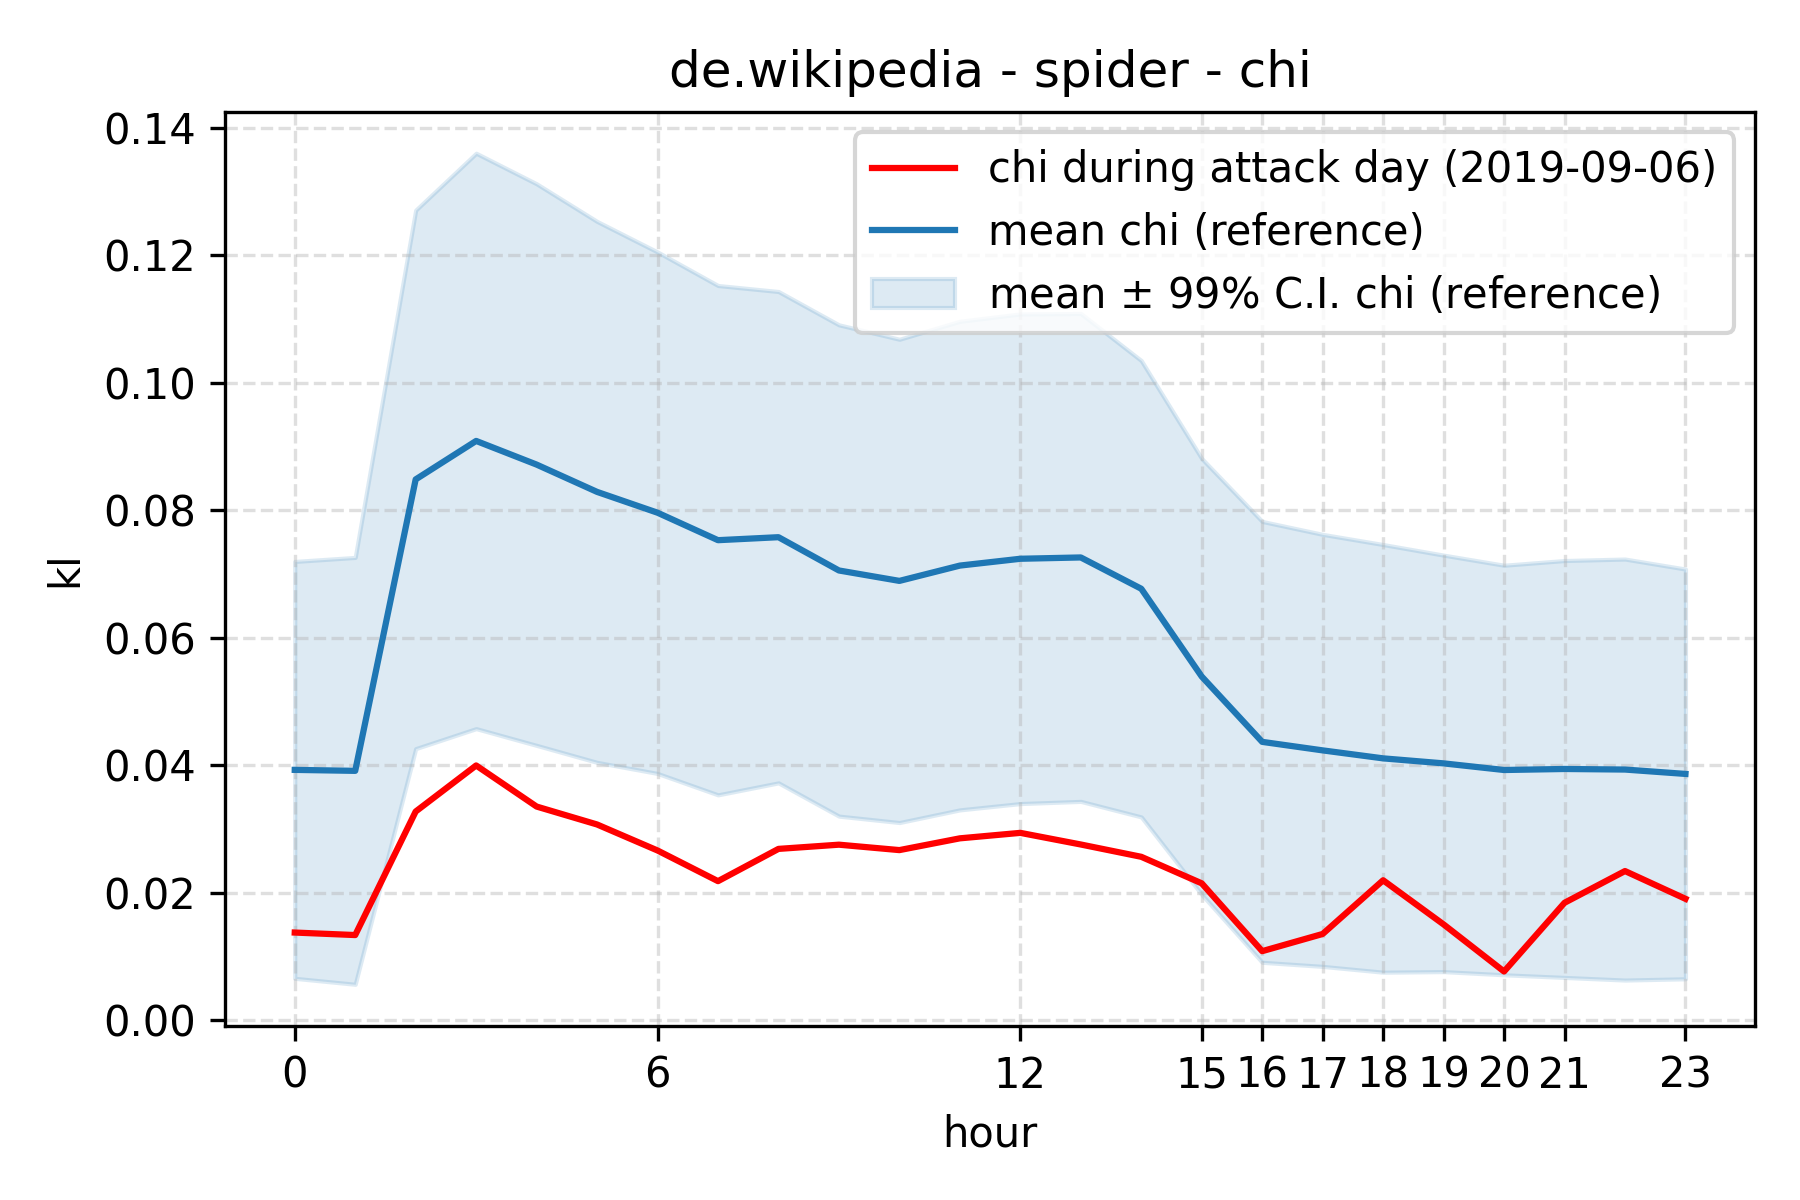 de.wikipedia - spider - chi
chi during attack day (2019-09-06)
mean chi (reference)
mean ± 99% C.I. chi (reference)
kl
0.14
0.12
0.10
0.08
0.06
0.04
0.02
0.00
0 6 12 15 16 17 18 19 20 21 23
hour